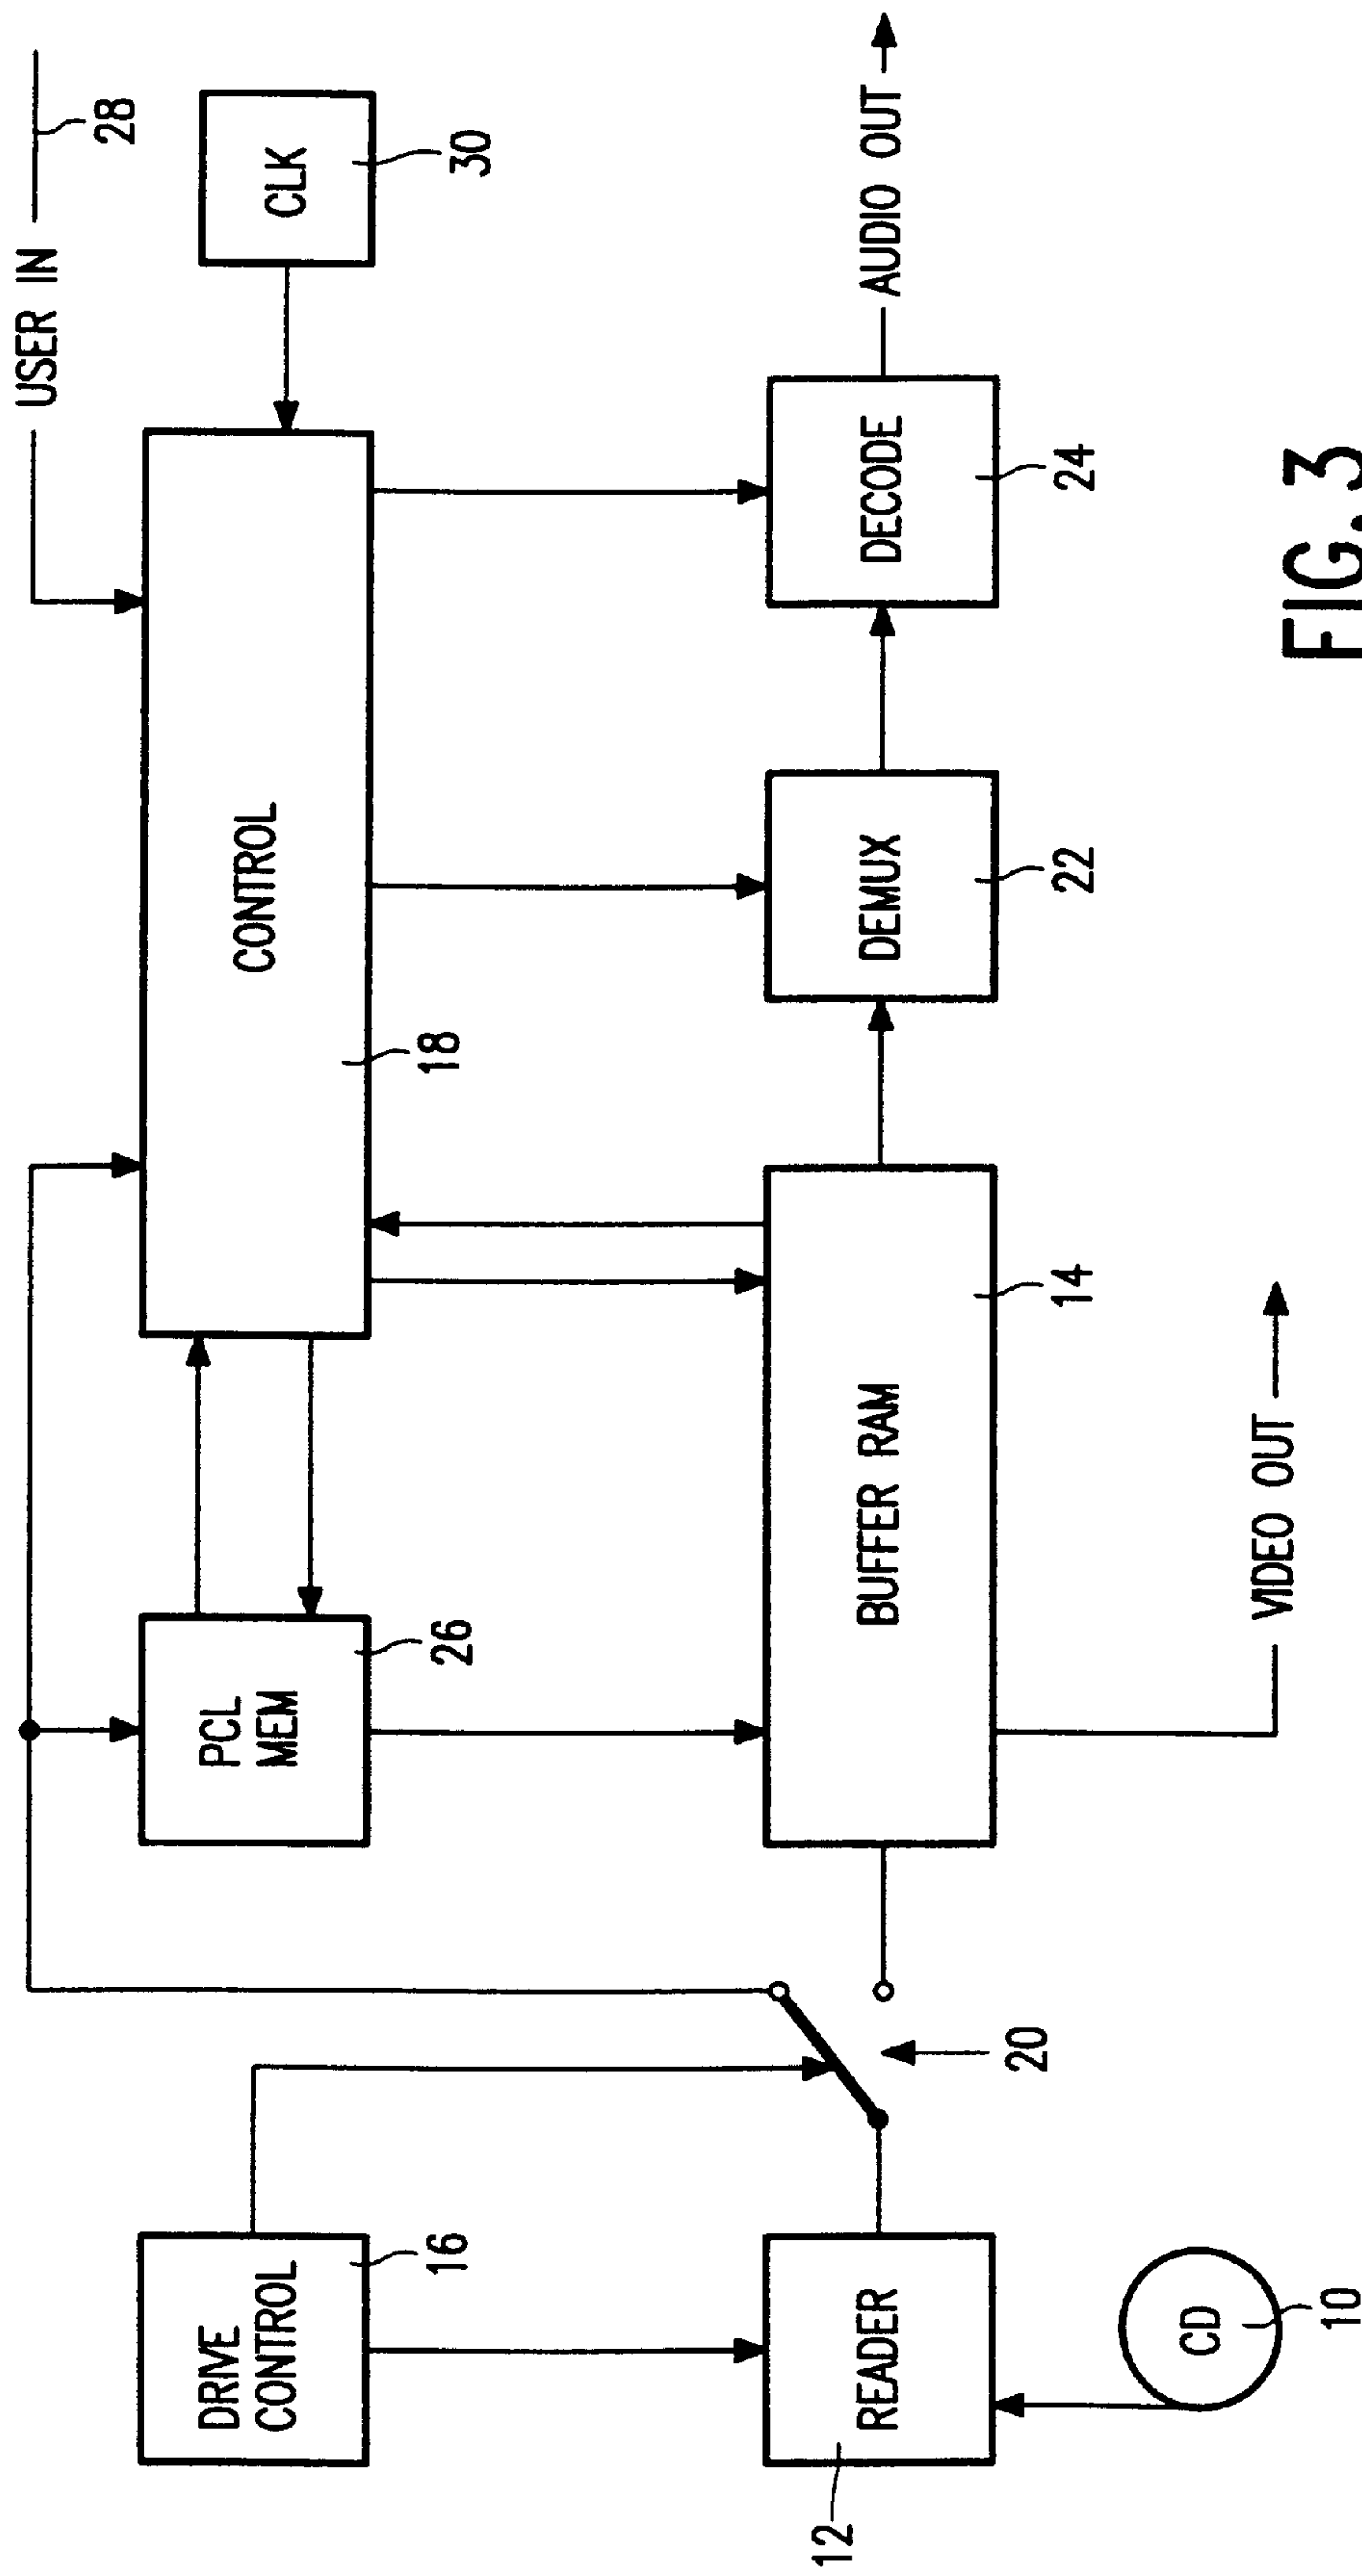 USER IN
28
CLK
30
CONTROL
18
PCL
MEM
26
DRIVE
CONTROL
16
READER
12
CD
10
20
BUFFER RAM
14
DEMUX
22
DECODE
24
AUDIO OUT
VIDEO OUT
FIG. 3